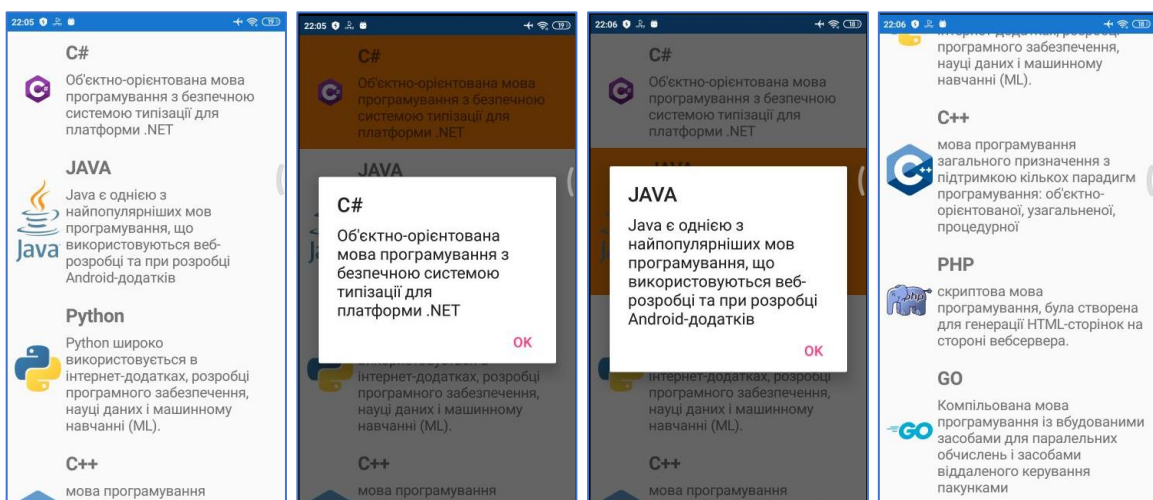 22:05
19
C#
Об'єктно-орієнтована мова
програмування з безпечною
системою типізації для
платформи .NET
JAVA
Java є однією з
найпопулярніших мов
програмування, що
використовуються веб-
розробці та при розробці
Android-додатків
Java
Python
Python широко
використовується в
інтернет-додатках, розробці
програмного забезпечення,
науці даних і машинному
навчанні (ML).
C++
мова програмування
22:05
19
C#
Об'єктно-орієнтована мова
програмування з безпечною
системою типізації для
платформи .NET
JAVA
C#
Об'єктно-орієнтована
мова програмування з
безпечною системою
типізації для
платформи .NET
OK
інтернет-додатках, розробці
програмного забезпечення,
науці даних і машинному
навчанні (ML).
C++
мова програмування
22:06
18
C#
Об'єктно-орієнтована мова
програмування з безпечною
системою типізації для
платформи .NET
JAVA
Java є однією з
найпопулярніших мов
програмування, що
використовуються веб-
розробці та при розробці
Android-додатків
OK
інтернет-додатках, розробці
програмного забезпечення,
науці даних і машинному
навчанні (ML).
C++
мова програмування
22:06
18
інтернет-додатках, розробці
програмного забезпечення,
науці даних і машинному
навчанні (ML).
C++
мова програмування
загального призначення з
підтримкою кількох парадигм
програмування: об'єктно-
орієнтованої, узагальненої,
процедурної
PHP
php
скриптова мова
програмування, була створена
для генерації HTML-сторінок на
стороні вебсервера.
GO
GO
Компільована мова
програмування із вбудованими
засобами для паралельних
обчислень і засобами
віддаленого керування
пакунками